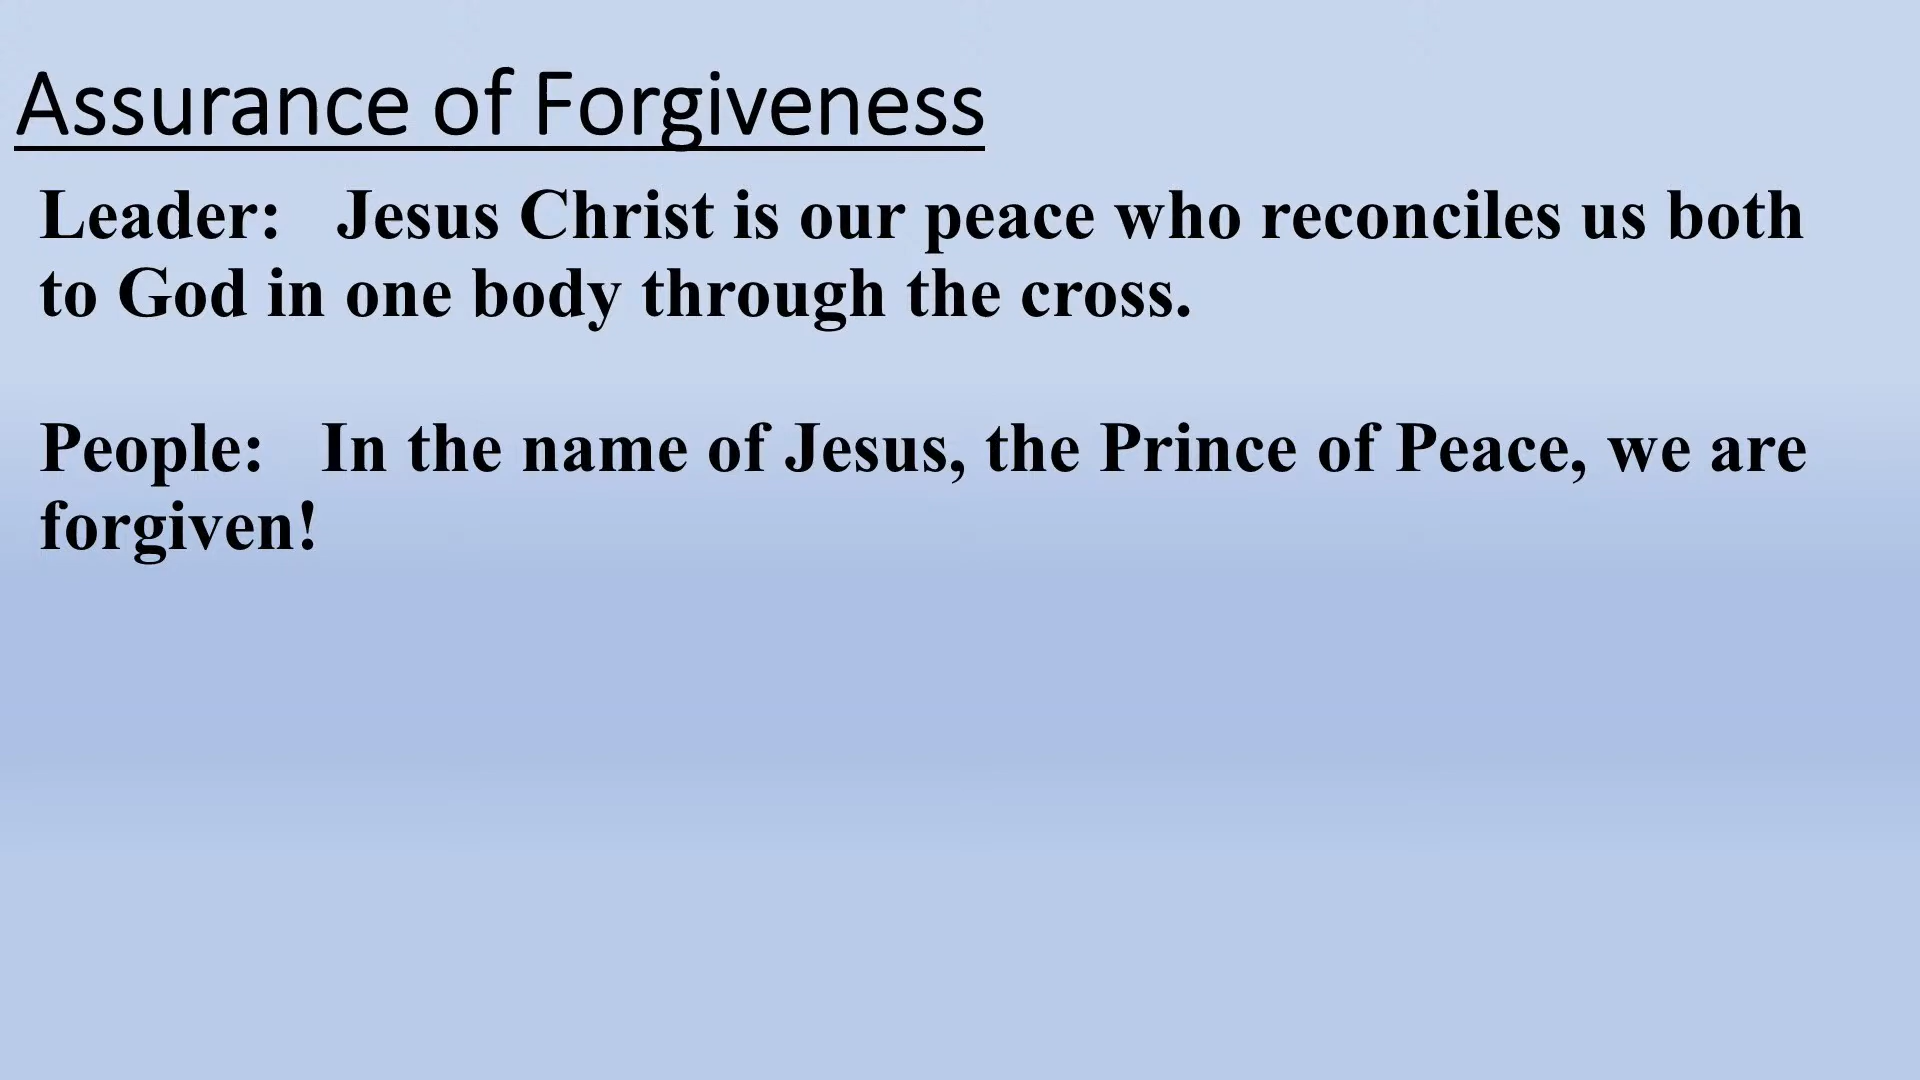 Assurance of Forgiveness
Leader: Jesus Christ is our peace who reconciles us both
to God in one body through the cross.
People: In the name of Jesus, the Prince of Peace, we are
forgiven!